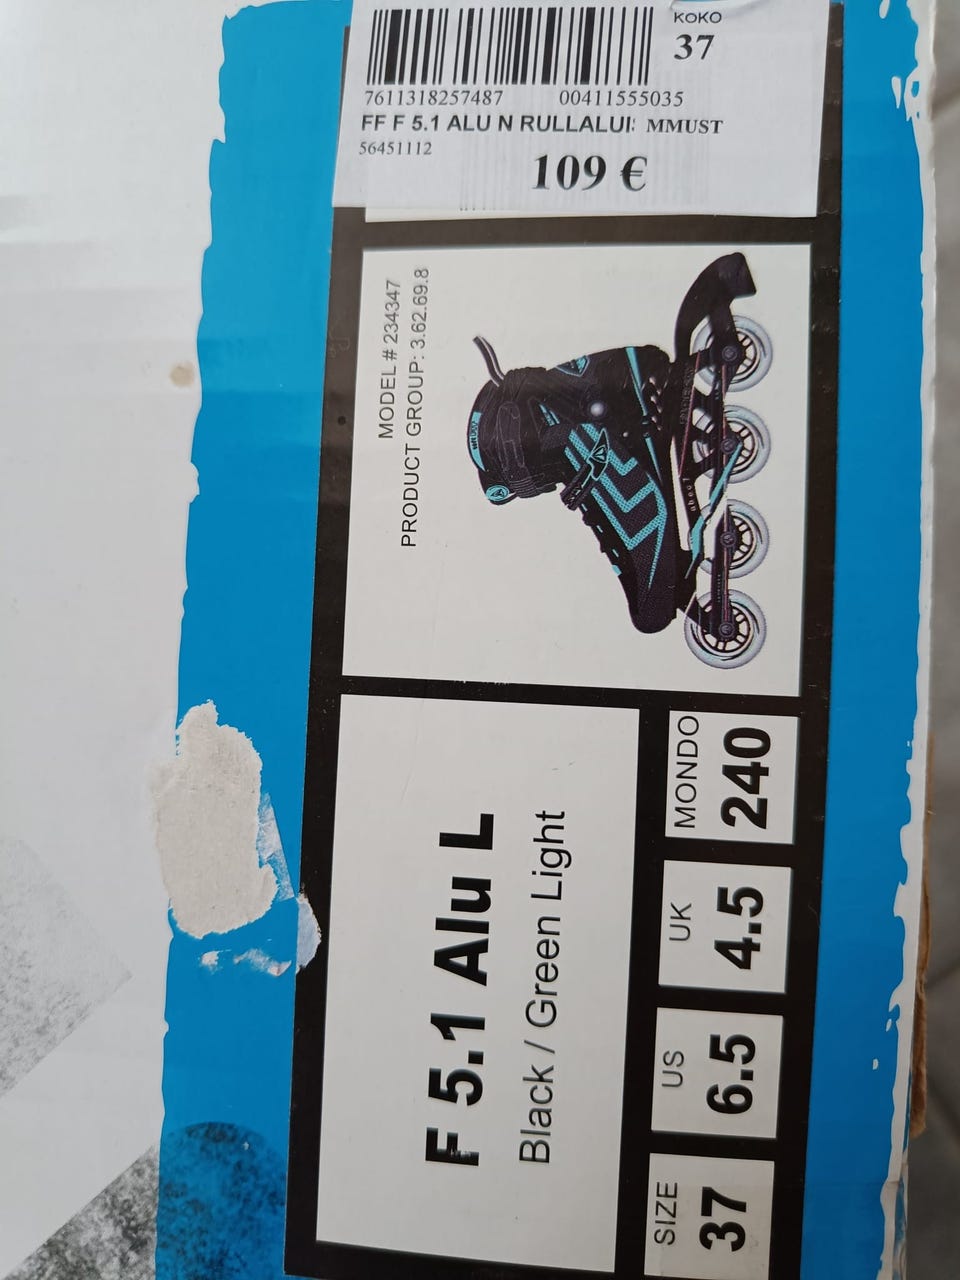 KOKO
37
7611318257487 00411555035
FF F 5.1 ALU N RULLALUI: MMUST
56451112
109 €
MODEL # 234347
PRODUCT GROUP: 3.62.69.8
F 5.1 Alu L
Black / Green Light
SIZE
37
US
6.5
UK
4.5
MONDO
240